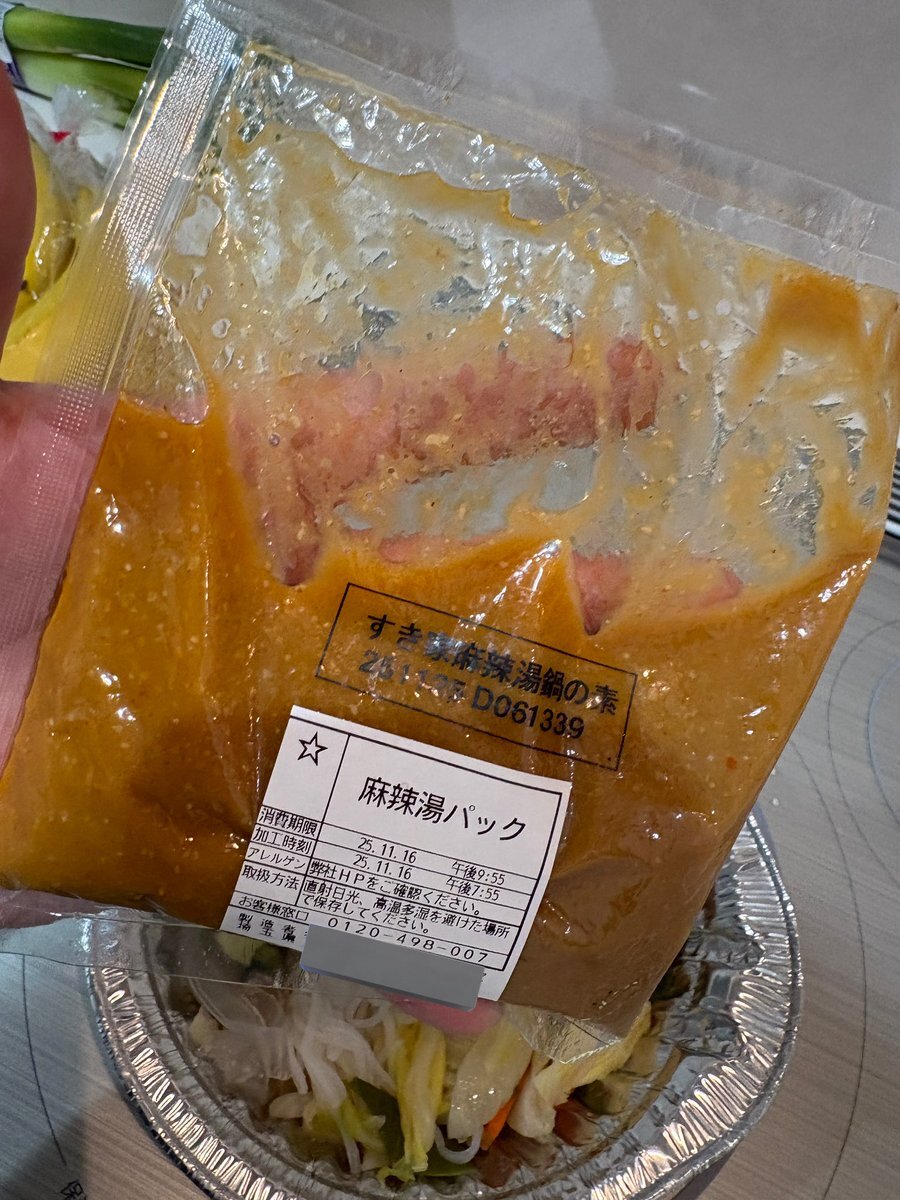 すき家麻辣湯鍋の素
25.11.25 D061339
☆
麻辣湯パック
消費期限 25.11.16 午後9:55
加工時刻 25.11.16 午後7:55
アレルゲン 弊社HPをご確認ください。
取扱方法 直射日光、高温多湿を避けた場所
で保存してください。
お客様窓口 0120-498-007
製造者